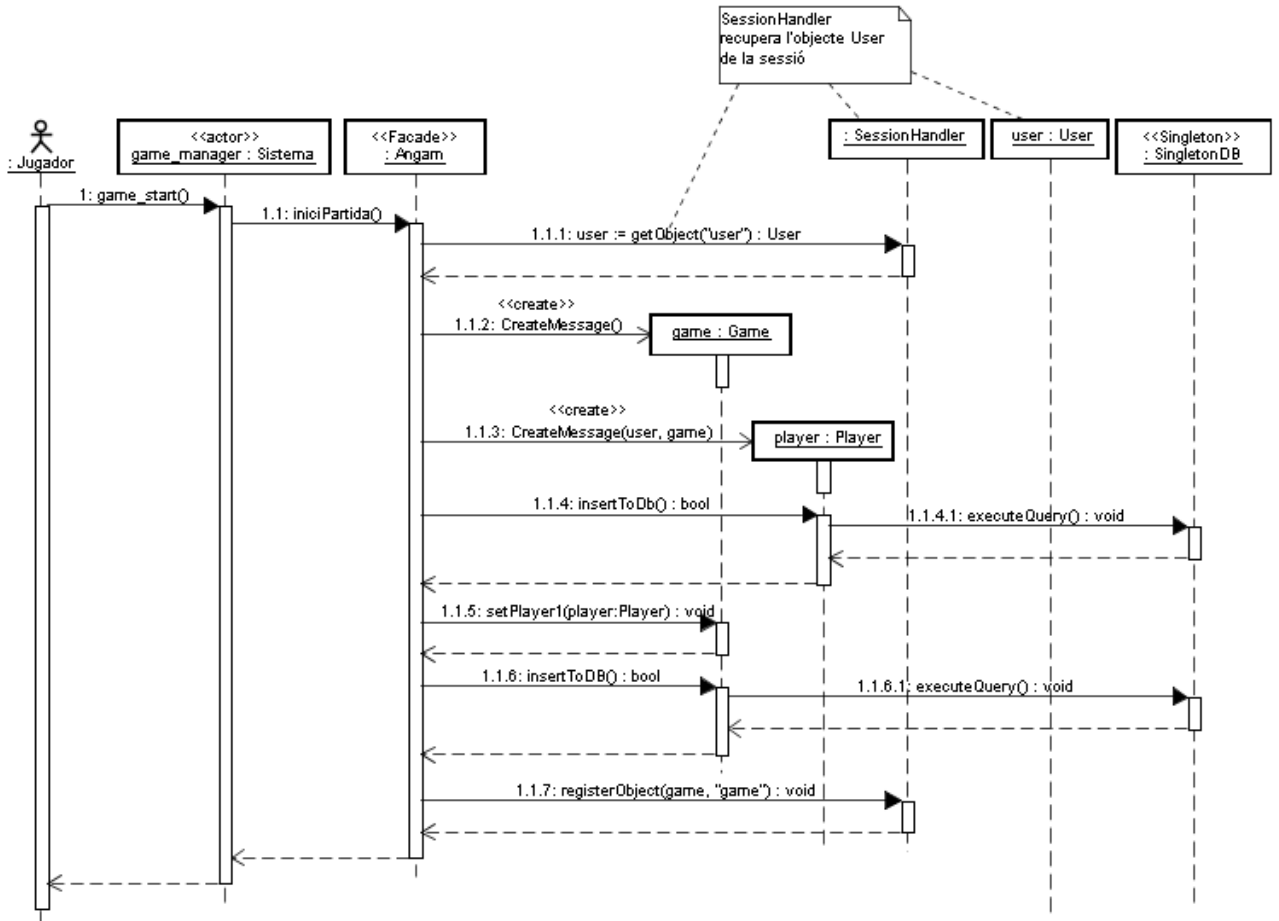 SessionHandler
recupera l'objecte User
de la sessió
: Jugador
<<actor>>
game_manager : Sistema
<<Facade>>
: Angam
: SessionHandler
user : User
<<Singleton>>
: SingletonDB
1: game_start()
1.1: iniciPartida()
1.1.1: user := getObject("user") : User
<<create>>
1.1.2: CreateMessage()
game : Game
<<create>>
1.1.3: CreateMessage(user, game)
player : Player
1.1.4: insertToDb() : bool
1.1.4.1: executeQuery() : void
1.1.5: setPlayer1(player:Player) : void
1.1.6: insertToDB() : bool
1.1.6.1: executeQuery() : void
1.1.7: registerObject(game, "game") : void